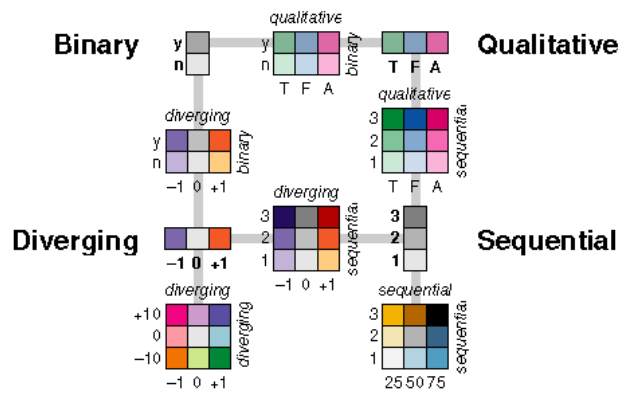 qualitative
Binary
y
n
y
n
T F A
binary
T F A
Qualitative
diverging
y
n
−1 0 +1
binary
qualitative
3
2
1
T F A
sequential
Diverging
−1 0 +1
diverging
3
2
1
−1 0 +1
sequential
3
2
1
Sequential
diverging
+10
0
−10
−1 0 +1
diverging
sequential
3
2
1
25 50 75
sequential